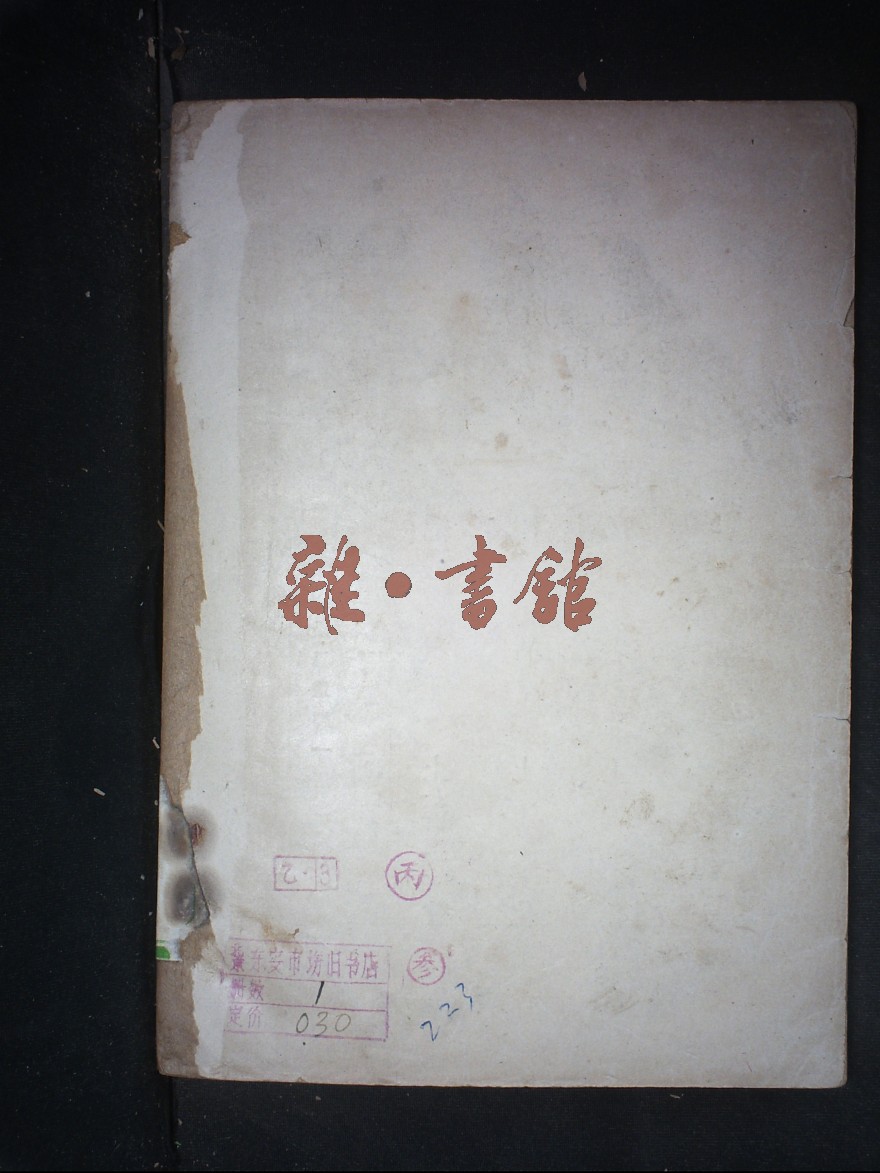 雜·書館
乙·3
丙
东安市场旧书店
参
册数 1
定价 030
223